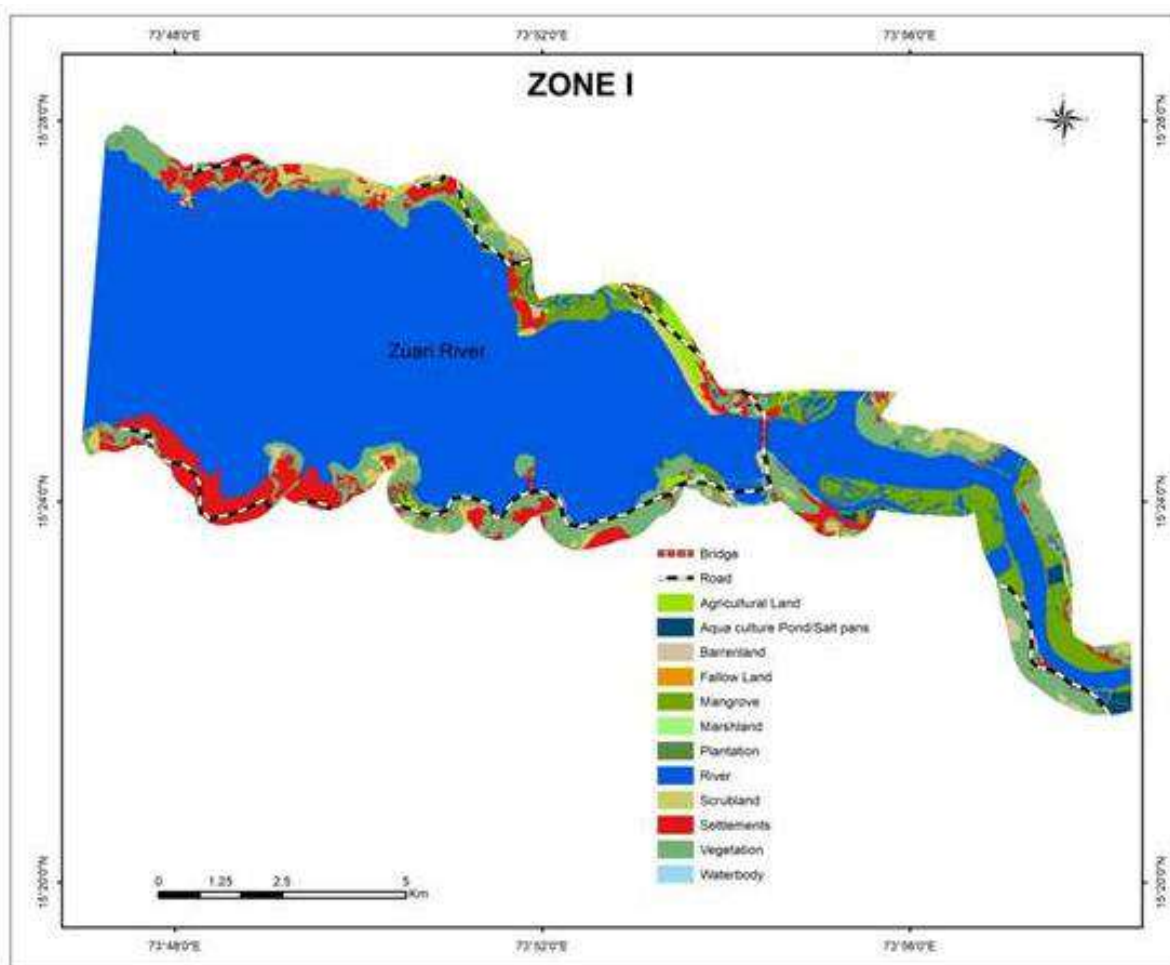 73°48'0"E 73°52'0"E 73°56'0"E
ZONE I
15°28'0"N 15°28'0"N
Zuari River
15°24'0"N 15°24'0"N
Bridge
Road
Agricultural Land
Aqua culture Pond/Salt pans
Barrenland
Fallow Land
Mangrove
Marshland
Plantation
River
Scrubland
Settlements
Vegetation
Waterbody
0 1.25 2.5 5
Km
15°20'0"N 15°20'0"N
73°48'0"E 73°52'0"E 73°56'0"E